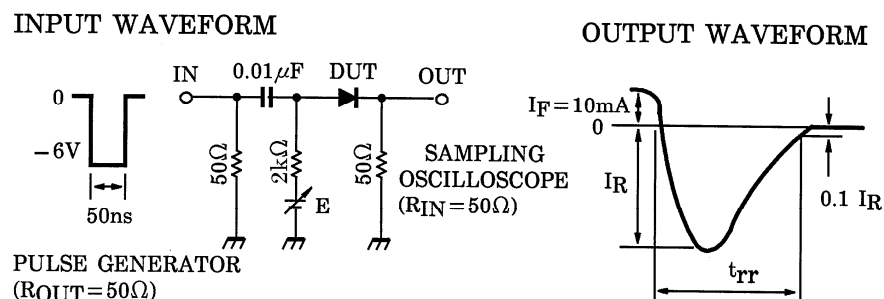 INPUT WAVEFORM
0
−6V
50ns
IN
0.01μF
DUT
OUT
50Ω
2kΩ
E
50Ω
SAMPLING
OSCILLOSCOPE
(RIN=50Ω)
PULSE GENERATOR
(ROUT=50Ω)
OUTPUT WAVEFORM
IF=10mA
0
IR
0.1 IR
trr